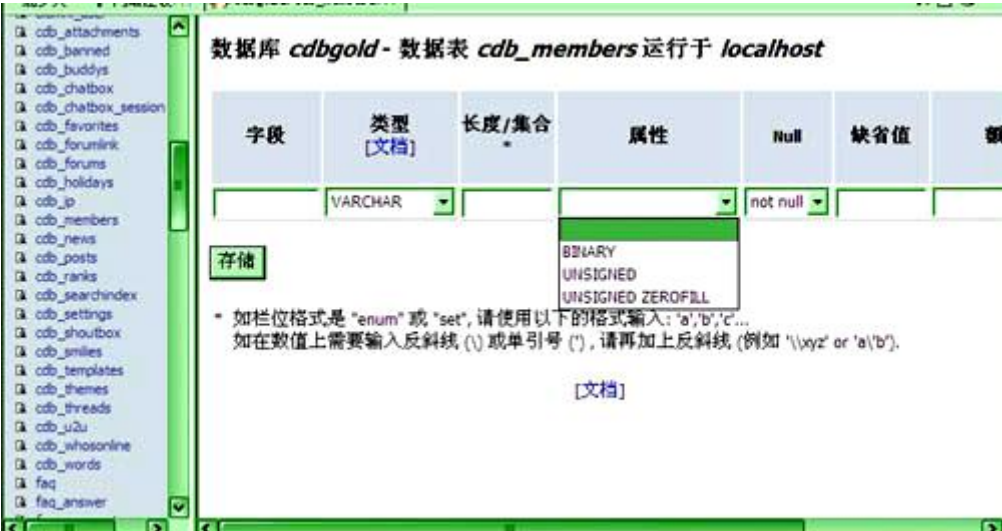 cdb_attachments
cdb_banned
cdb_buddys
cdb_chatbox
cdb_chatbox_session
cdb_favorites
cdb_forumlink
cdb_forums
cdb_holidays
cdb_ip
cdb_members
cdb_news
cdb_posts
cdb_ranks
cdb_searchindex
cdb_settings
cdb_shoutbox
cdb_smilies
cdb_templates
cdb_themes
cdb_threads
cdb_u2u
cdb_whosonline
cdb_words
faq
faq_answer
数据库 cdbgold - 数据表 cdb_members 运行于 localhost
字段 类型 [文档] 长度/集合 * 属性 Null 缺省值 额
VARCHAR not null
BINARY
UNSIGNED
UNSIGNED ZEROFILL
存储
* 如栏位格式是 "enum" 或 "set", 请使用以下的格式输入: 'a','b','c'...
如在数值上需要输入反斜线 (\) 或单引号 (') , 请再加上反斜线 (例如 '\\xyz' or 'a\'b').
[文档]